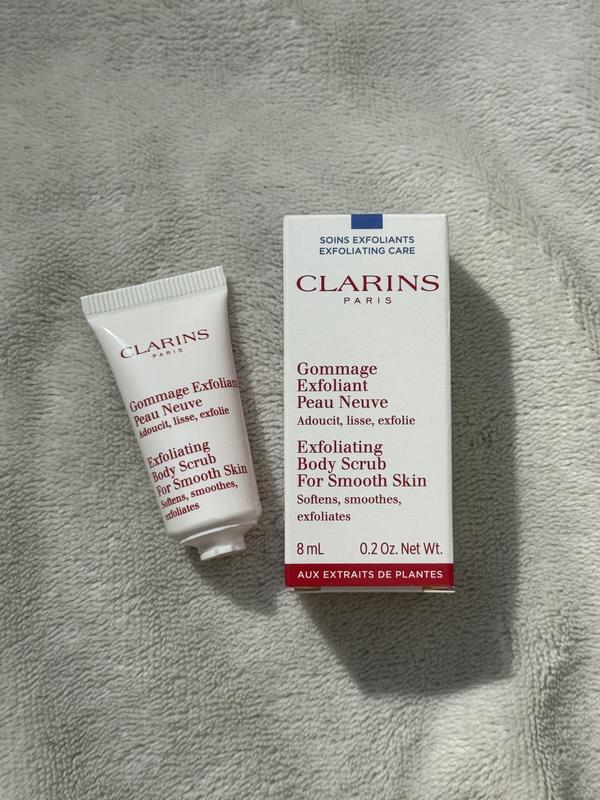 CLARINS
PARIS
Gommage Exfoliant
Peau Neuve
Adoucit, lisse, exfolie
Exfoliating
Body Scrub
For Smooth Skin
Softens, smoothes,
exfoliates
SOINS EXFOLIANTS
EXFOLIATING CARE
CLARINS
PARIS
Gommage
Exfoliant
Peau Neuve
Adoucit, lisse, exfolie
Exfoliating
Body Scrub
For Smooth Skin
Softens, smoothes,
exfoliates
8 mL 0.2 Oz. Net Wt.
AUX EXTRAITS DE PLANTES